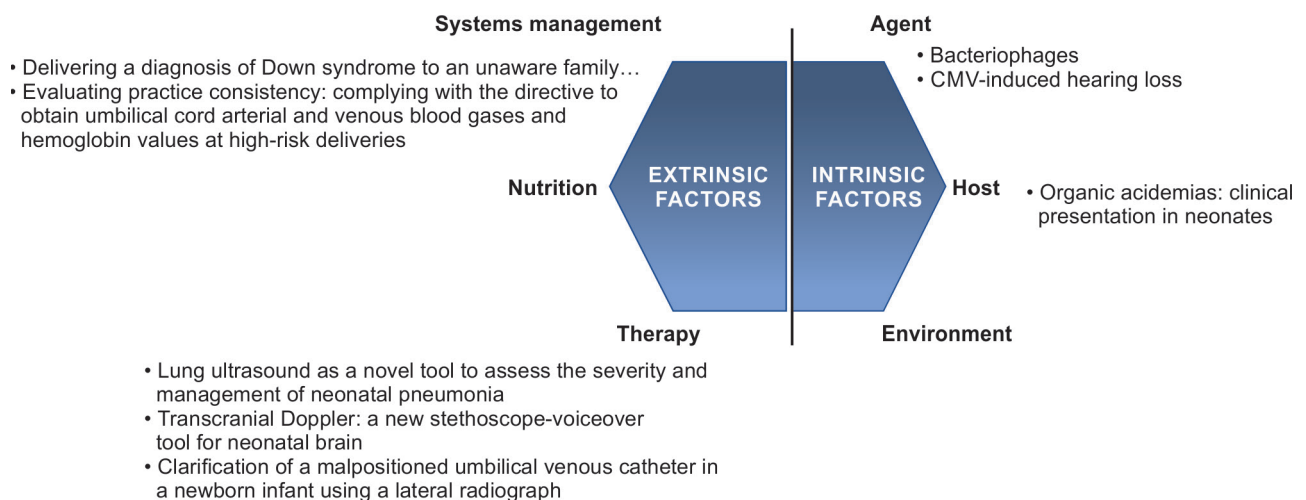 Systems management
Agent
• Delivering a diagnosis of Down syndrome to an unaware family…
• Evaluating practice consistency: complying with the directive to
obtain umbilical cord arterial and venous blood gases and
hemoglobin values at high-risk deliveries
• Bacteriophages
• CMV-induced hearing loss
Nutrition
EXTRINSIC
FACTORS
INTRINSIC
FACTORS
Host
• Organic acidemias: clinical
presentation in neonates
Therapy
Environment
• Lung ultrasound as a novel tool to assess the severity and
management of neonatal pneumonia
• Transcranial Doppler: a new stethoscope-voiceover
tool for neonatal brain
• Clarification of a malpositioned umbilical venous catheter in
a newborn infant using a lateral radiograph